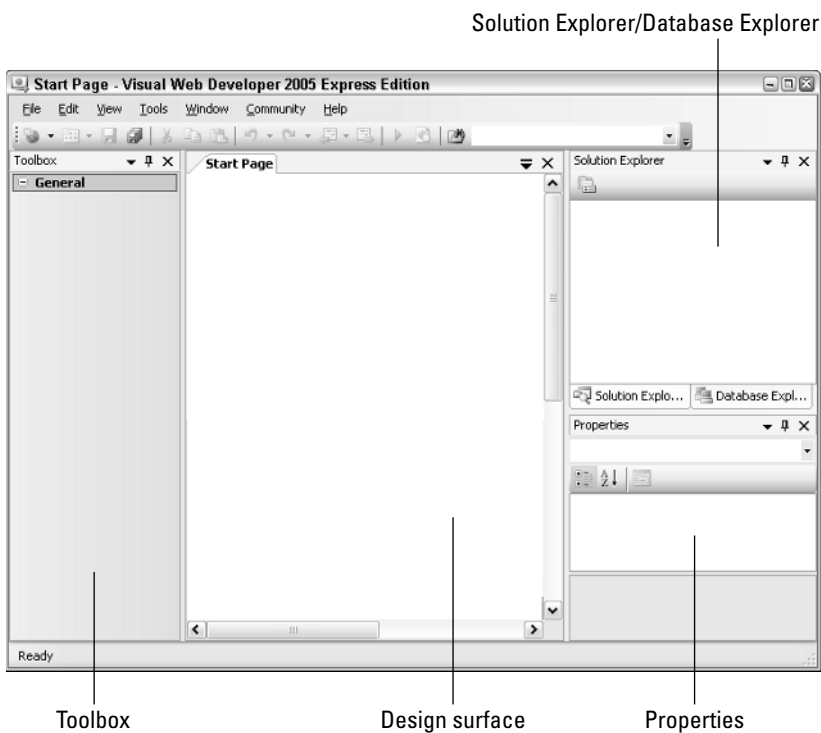 Solution Explorer/Database Explorer
Start Page - Visual Web Developer 2005 Express Edition
File Edit View Tools Window Community Help
Toolbox
Start Page
Solution Explorer
General
Solution Explo...
Database Expl...
Properties
Ready
Toolbox
Design surface
Properties